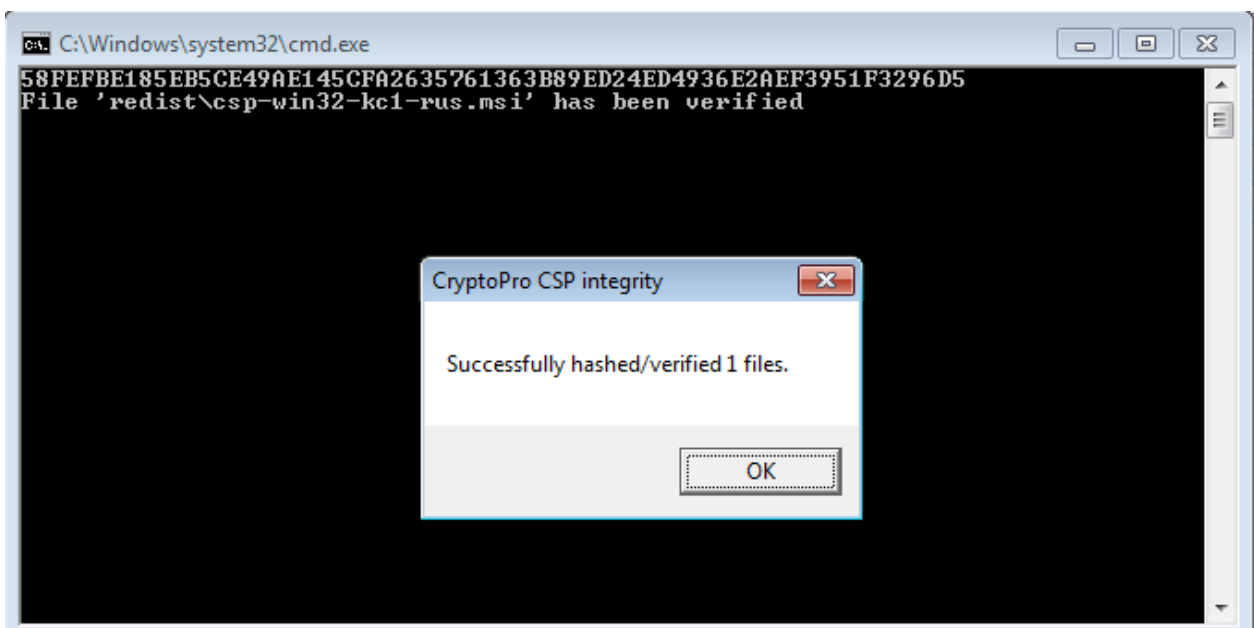 C:\Windows\system32\cmd.exe
58FEFBE185EB5CE49AE145CFA2635761363B89ED24ED4936E2AEF3951F3296D5
File 'redist\csp-win32-kc1-rus.msi' has been verified
CryptoPro CSP integrity
Successfully hashed/verified 1 files.
OK